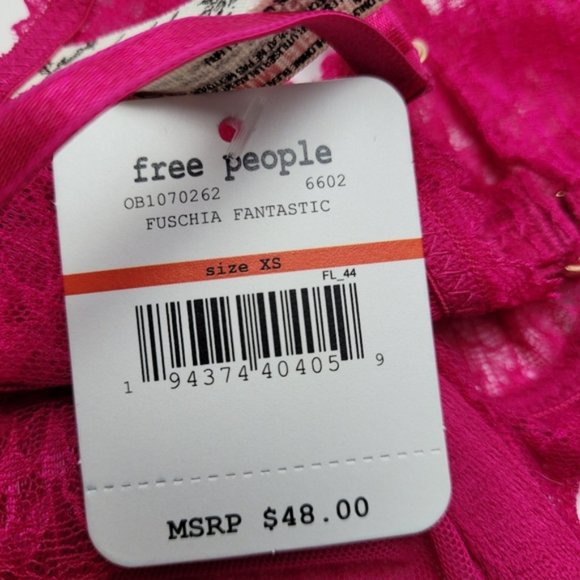 free people
OB1070262 6602
FUSCHIA FANTASTIC
size XS
FL_44
1 94374 40405 9
MSRP $48.00